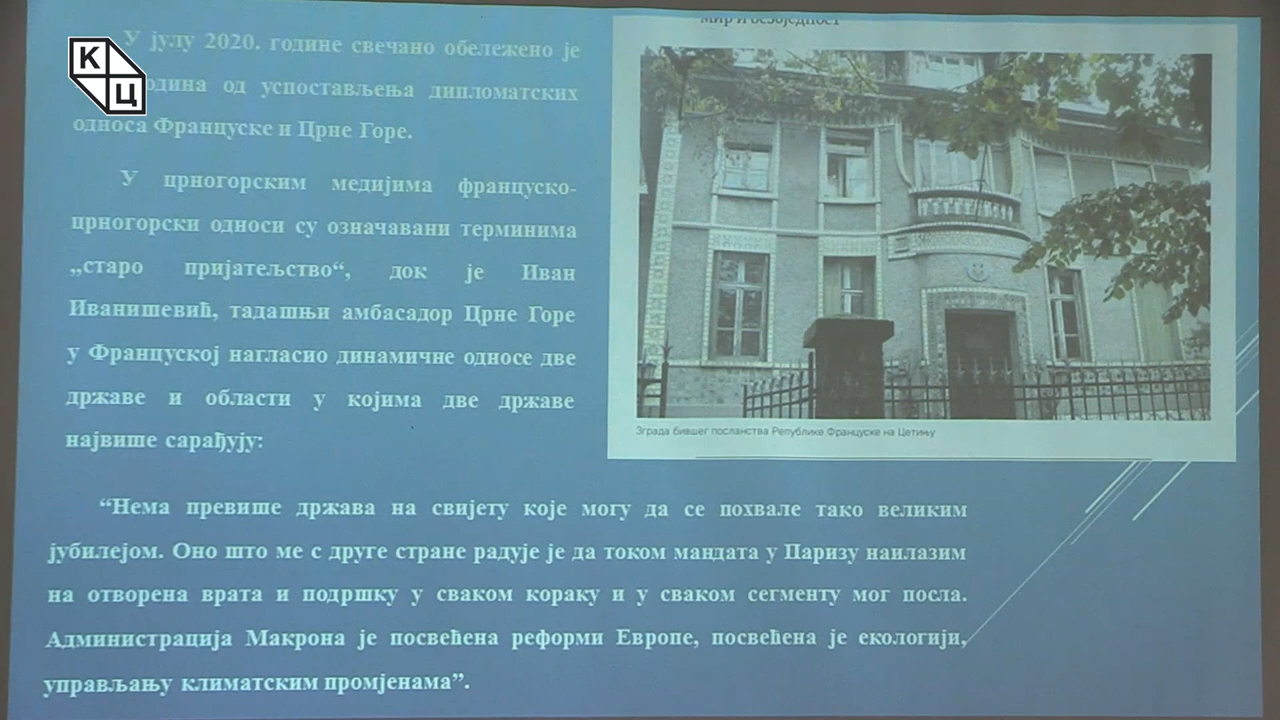 К
Ц
У јулу 2020. године свечано обележено је
одина од успостављења дипломатских
односа Француске и Црне Горе.
У црногорским медијима француско-
црногорски односи су означавани терминима
„старо пријатељство“, док је Иван
Иванишевић, тадашњи амбасадор Црне Горе
у Француској нагласио динамичне односе две
државе и области у којима две државе
највише сарађују:
“Нема превише држава на свијету које могу да се похвале тако великим
јубилејом. Оно што ме с друге стране радује је да током мандата у Паризу наилазим
на отворена врата и подршку у сваком кораку и у сваком сегменту мог посла.
Администрација Макрона је посвећена реформи Европе, посвећена је екологији,
управљању климатским промјенама”.
мир и безбједност
Зграда бившег посланства Републике Француске на Цетињу